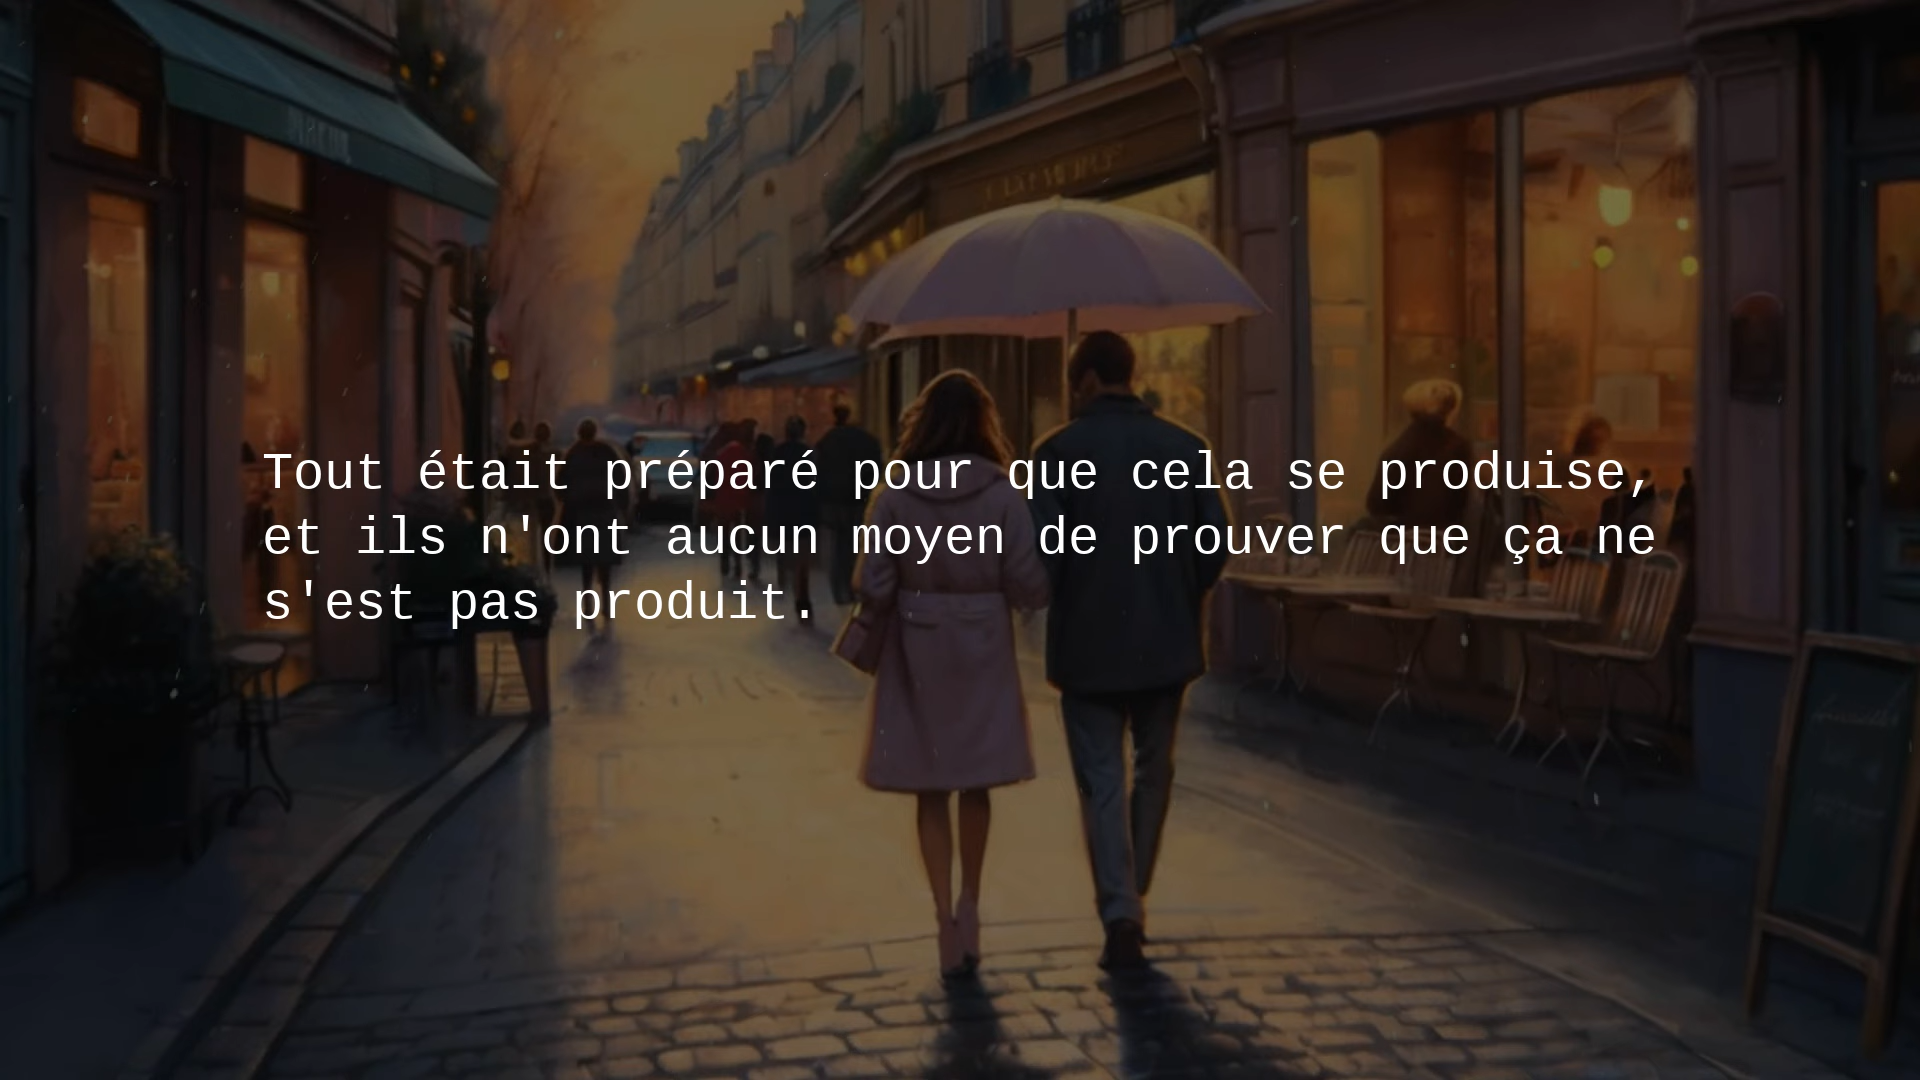 Tout était préparé pour que cela se produise,
et ils n'ont aucun moyen de prouver que ça ne
s'est pas produit.